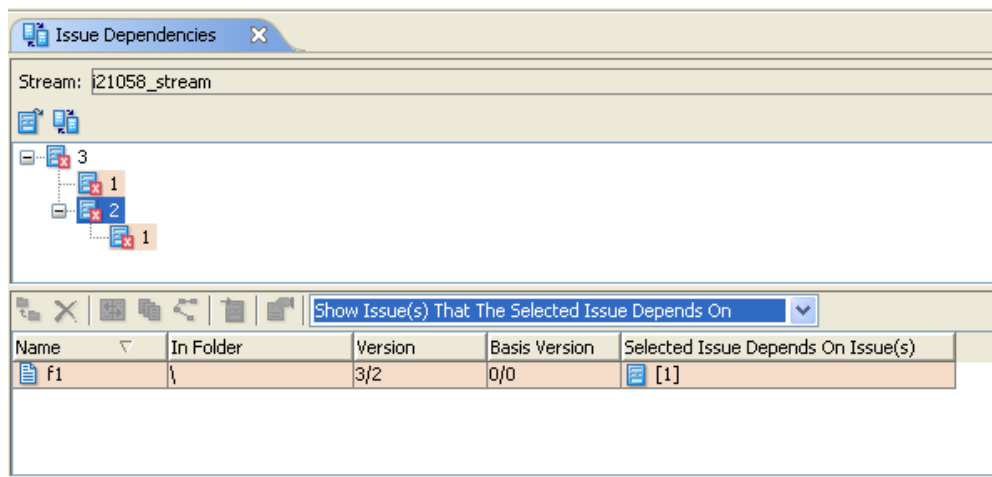 Issue Dependencies
Stream: i21058_stream
3
1
2
1
Show Issue(s) That The Selected Issue Depends On
Name In Folder Version Basis Version Selected Issue Depends On Issue(s)
f1 \ 3/2 0/0 [1]